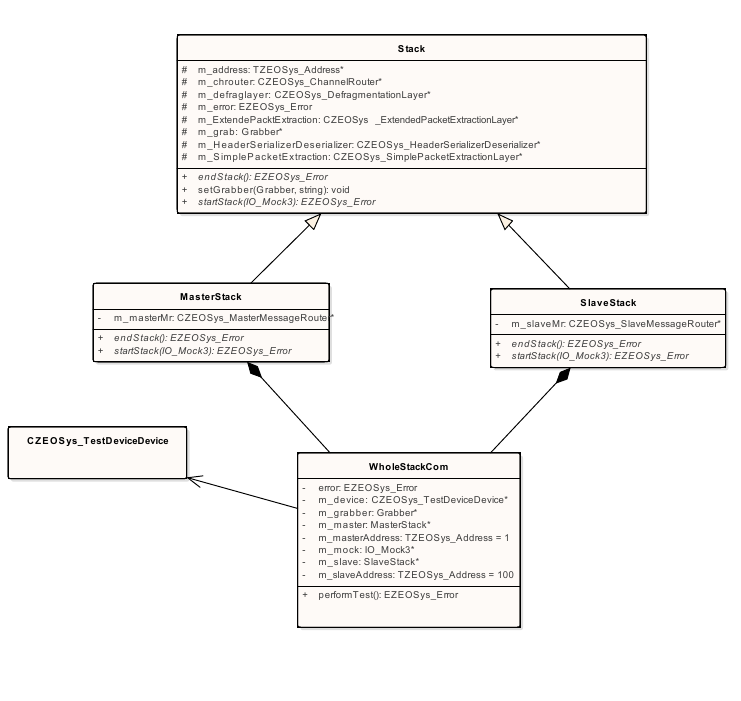 Stack
# m_address: TZEOSys_Address*
# m_chrouter: CZEOSys_ChannelRouter*
# m_defraglayer: CZEOSys_DefragmentationLayer*
# m_error: EZEOSys_Error
# m_ExtendePacktExtraction: CZEOSys _ExtendedPacketExtractionLayer*
# m_grab: Grabber*
# m_HeaderSerializerDeserializer: CZEOSys_HeaderSerializerDeserializer*
# m_SimplePacketExtraction: CZEOSys_SimplePacketExtractionLayer*
+ endStack(): EZEOSys_Error
+ setGrabber(Grabber, string): void
+ startStack(IO_Mock3): EZEOSys_Error
MasterStack
- m_masterMr: CZEOSys_MasterMessageRouter*
+ endStack(): EZEOSys_Error
+ startStack(IO_Mock3): EZEOSys_Error
SlaveStack
- m_slaveMr: CZEOSys_SlaveMessageRouter*
+ endStack(): EZEOSys_Error
+ startStack(IO_Mock3): EZEOSys_Error
CZEOSys_TestDeviceDevice
WholeStackCom
- error: EZEOSys_Error
- m_device: CZEOSys_TestDeviceDevice*
- m_grabber: Grabber*
- m_master: MasterStack*
- m_masterAddress: TZEOSys_Address = 1
- m_mock: IO_Mock3*
- m_slave: SlaveStack*
- m_slaveAddress: TZEOSys_Address = 100
+ performTest(): EZEOSys_Error